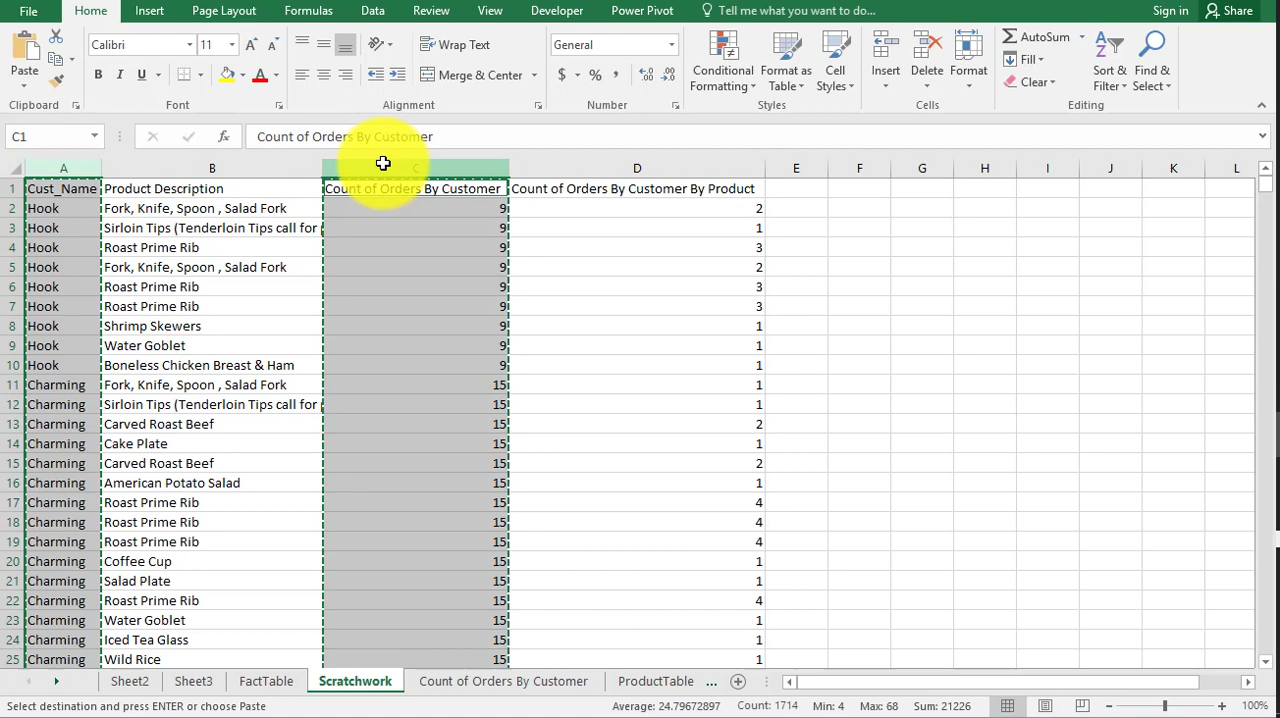 File Home Insert Page Layout Formulas Data Review View Developer Power Pivot Tell me what you want to do... Sign in Share
Calibri 11 Wrap Text General AutoSum
Paste B I U Merge & Center $ % , Conditional Formatting Format as Table Cell Styles Insert Delete Format Fill Clear Sort & Filter Find & Select
Clipboard Font Alignment Number Styles Cells Editing
C1 fx Count of Orders By Customer
A B C D E F G H I J K L
1 Cust_Name Product Description Count of Orders By Customer Count of Orders By Customer By Product
2 Hook Fork, Knife, Spoon , Salad Fork 9 2
3 Hook Sirloin Tips (Tenderloin Tips call for 9 1
4 Hook Roast Prime Rib 9 3
5 Hook Fork, Knife, Spoon , Salad Fork 9 2
6 Hook Roast Prime Rib 9 3
7 Hook Roast Prime Rib 9 3
8 Hook Shrimp Skewers 9 1
9 Hook Water Goblet 9 1
10 Hook Boneless Chicken Breast & Ham 9 1
11 Charming Fork, Knife, Spoon , Salad Fork 15 1
12 Charming Sirloin Tips (Tenderloin Tips call for 15 1
13 Charming Carved Roast Beef 15 2
14 Charming Cake Plate 15 1
15 Charming Carved Roast Beef 15 2
16 Charming American Potato Salad 15 1
17 Charming Roast Prime Rib 15 4
18 Charming Roast Prime Rib 15 4
19 Charming Roast Prime Rib 15 4
20 Charming Coffee Cup 15 1
21 Charming Salad Plate 15 1
22 Charming Roast Prime Rib 15 4
23 Charming Water Goblet 15 1
24 Charming Iced Tea Glass 15 1
25 Charming Wild Rice 15 1
Sheet2 Sheet3 FactTable Scratchwork Count of Orders By Customer ProductTable ...
Select destination and press ENTER or choose Paste Average: 24.79672897 Count: 1714 Min: 4 Max: 68 Sum: 21226 100%